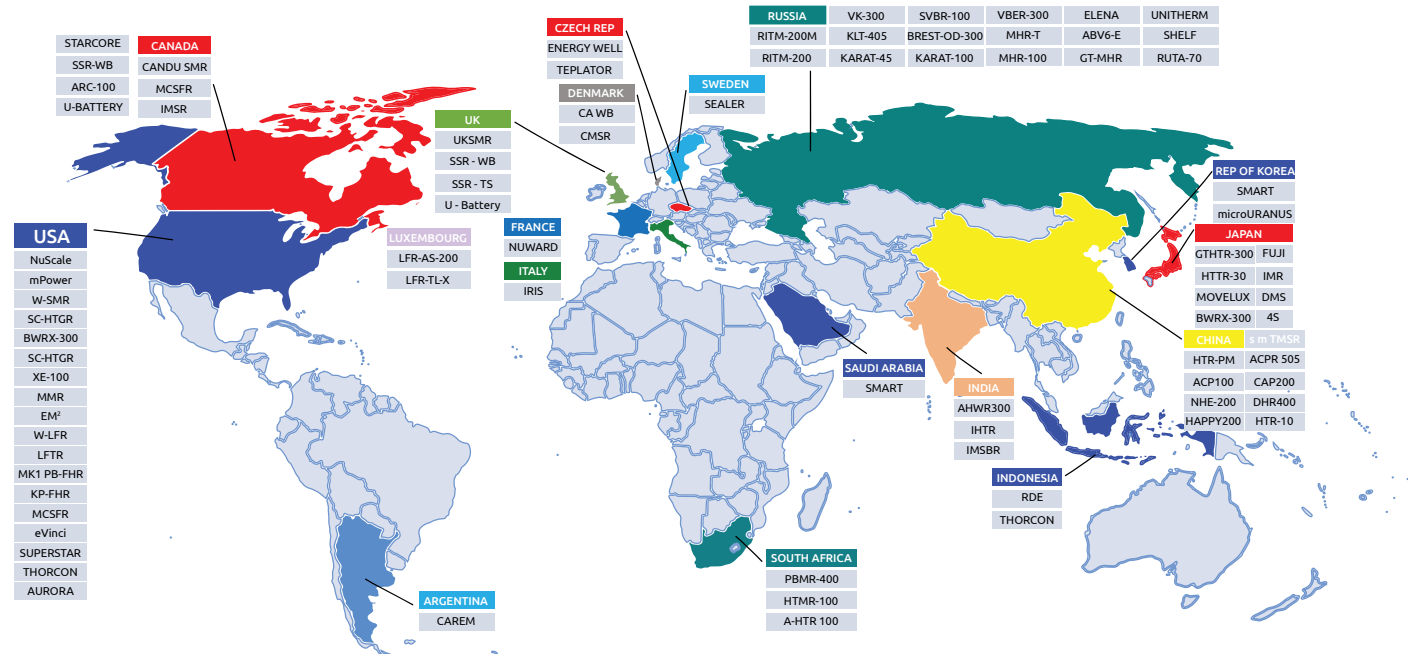 STARCORE
SSR-WB
ARC-100
U-BATTERY
CANADA
CANDU SMR
MCSFR
IMSR
CZECH REP
ENERGY WELL
TEPLATOR
DENMARK
CA WB
CMSR
SWEDEN
SEALER
RUSSIA VK-300 SVBR-100 VBER-300 ELENA UNITHERM
RITM-200M KLT-405 BREST-OD-300 MHR-T ABV6-E SHELF
RITM-200 KARAT-45 KARAT-100 MHR-100 GT-MHR RUTA-70
UK
UKSMR
SSR - WB
SSR - TS
U - Battery
USA
NuScale
mPower
W-SMR
SC-HTGR
BWRX-300
SC-HTGR
XE-100
MMR
EM²
W-LFR
LFTR
MK1 PB-FHR
KP-FHR
MCSFR
eVinci
SUPERSTAR
THORCON
AURORA
LUXEMBOURG
LFR-AS-200
LFR-TL-X
FRANCE
NUWARD
ITALY
IRIS
REP OF KOREA
SMART
microURANUS
JAPAN
GTHTR-300 FUJI
HTTR-30 IMR
MOVELUX DMS
BWRX-300 4S
CHINA s m TMSR
HTR-PM ACPR 505
ACP100 CAP200
NHE-200 DHR400
HAPPY200 HTR-10
SAUDI ARABIA
SMART
INDIA
AHWR300
IHTR
IMSBR
INDONESIA
RDE
THORCON
SOUTH AFRICA
PBMR-400
HTMR-100
A-HTR 100
ARGENTINA
CAREM